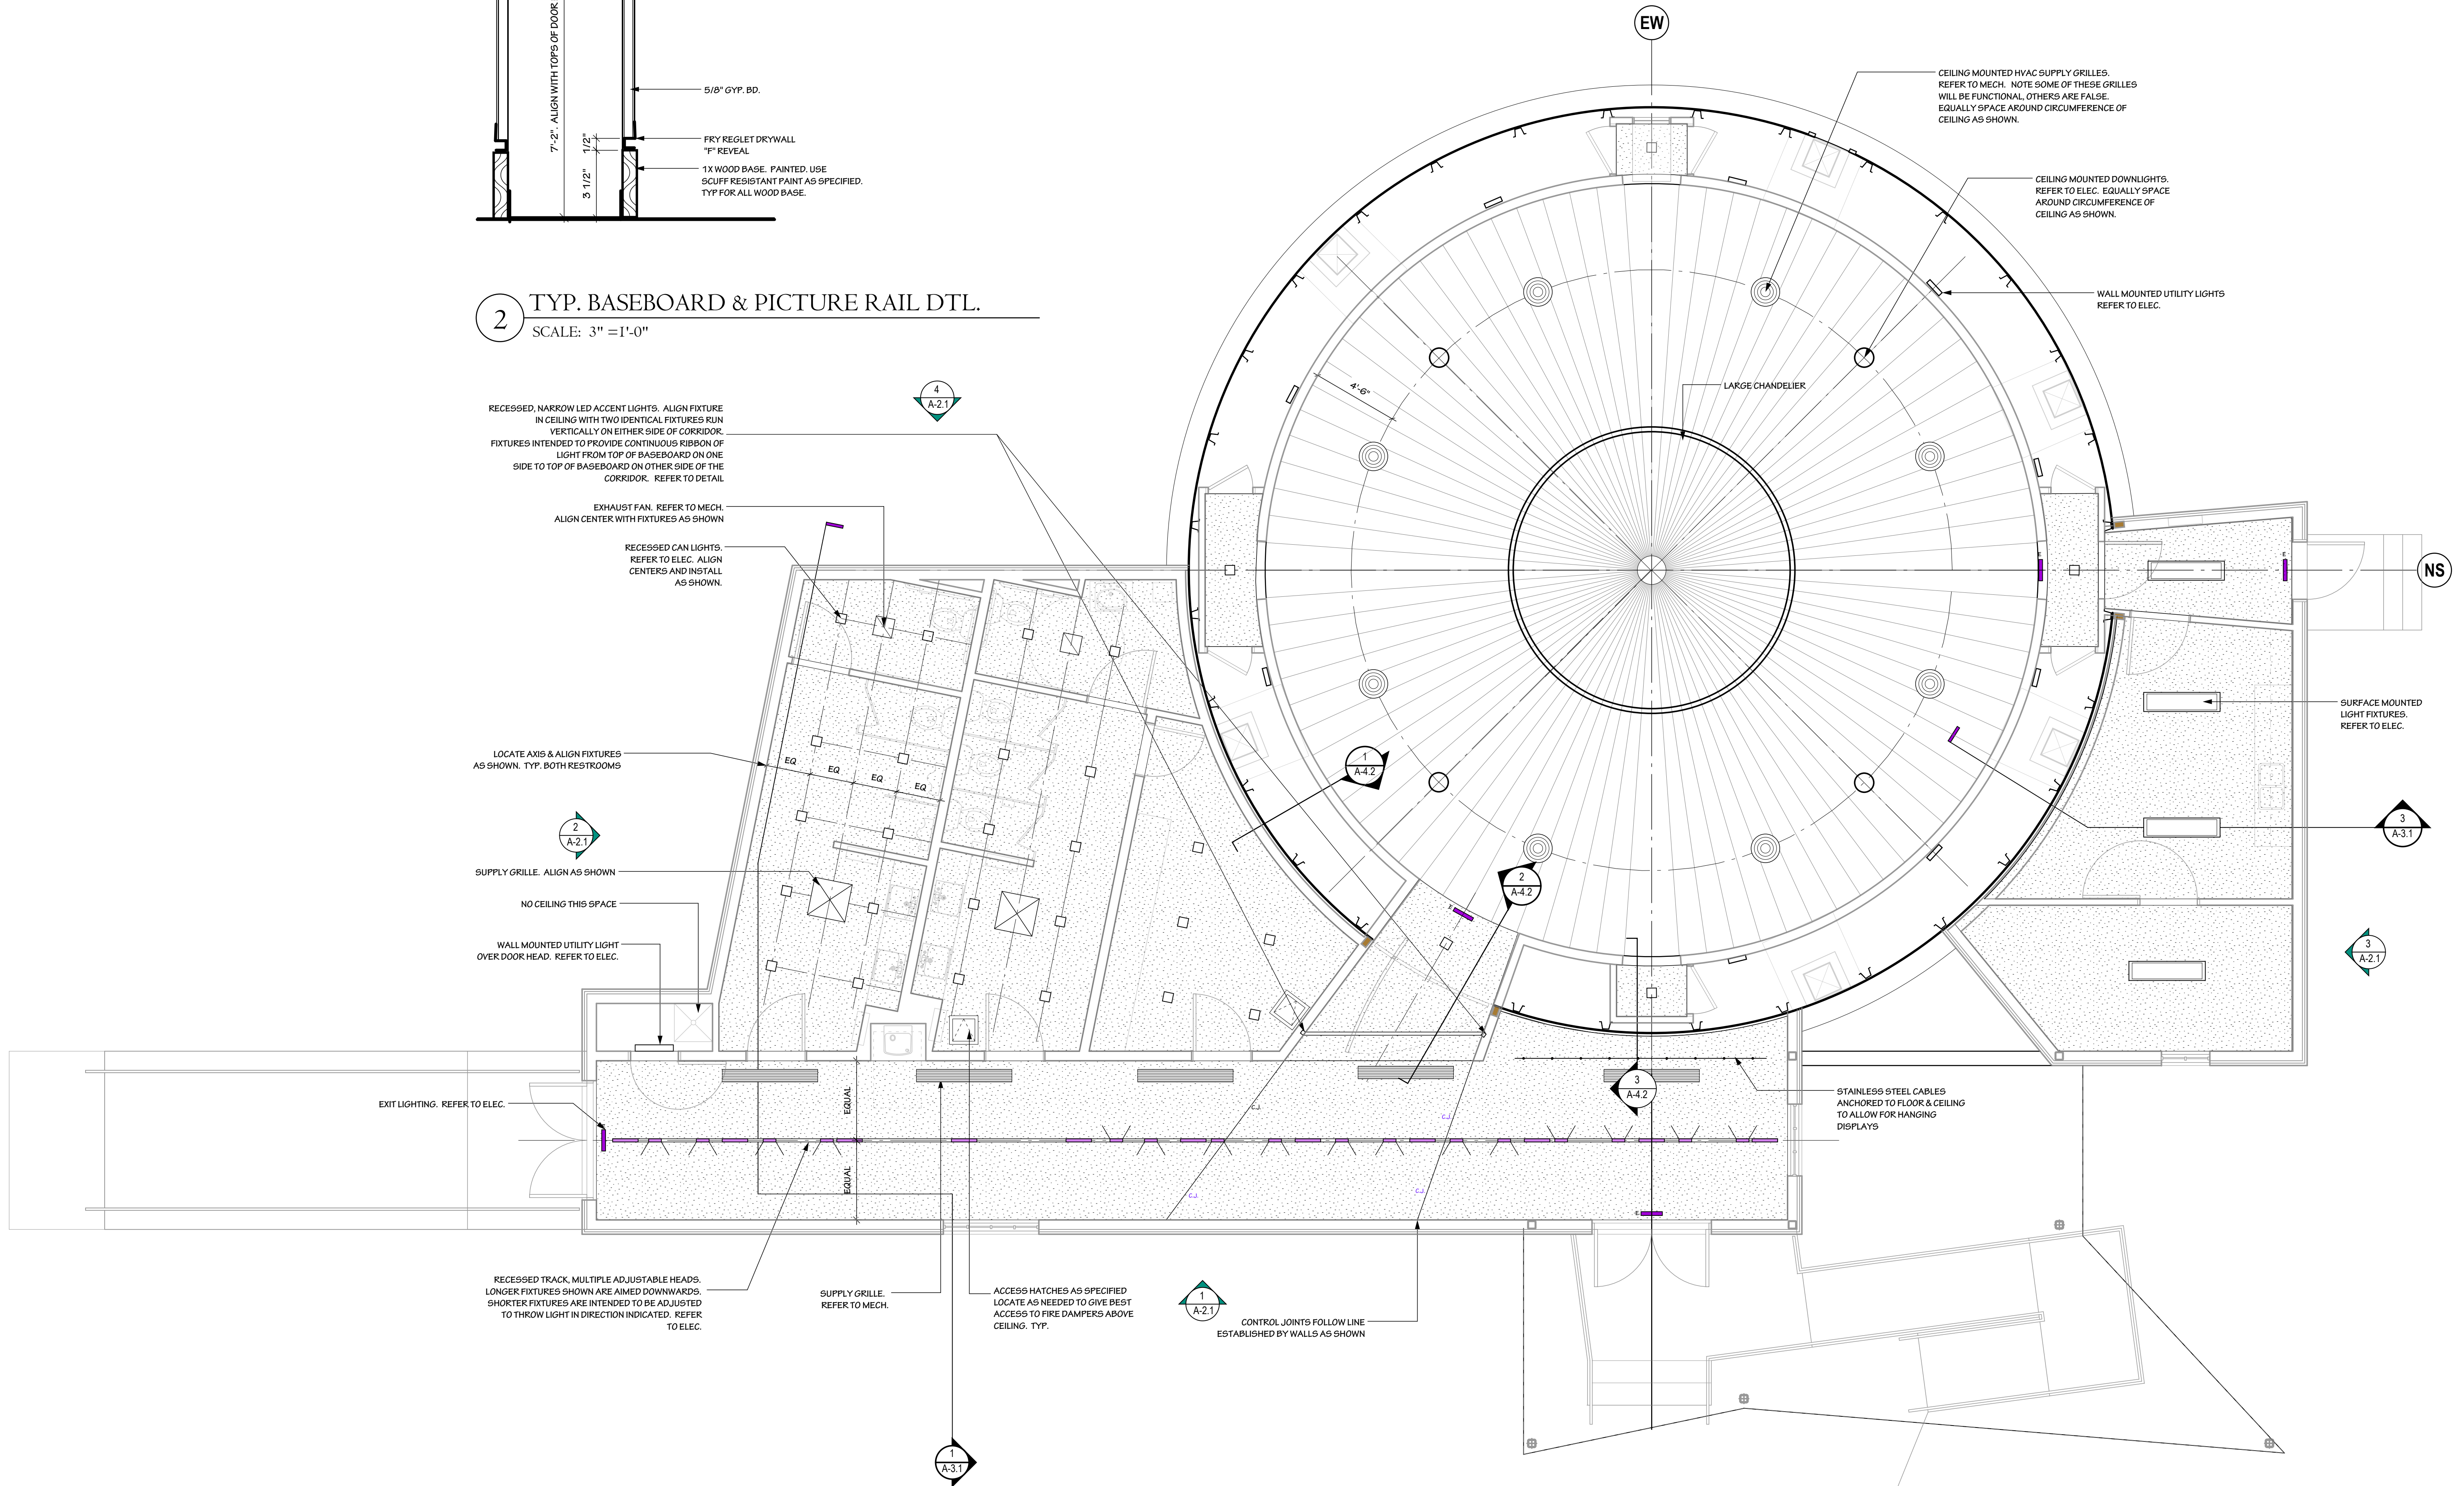 7'-2". ALIGN WITH TOPS OF DOOR
5/8" GYP. BD.
1/2"
FRY REGLET DRYWALL
"F" REVEAL
3 1/2"
1X WOOD BASE. PAINTED. USE
SCUFF RESISTANT PAINT AS SPECIFIED.
TYP FOR ALL WOOD BASE.
2
TYP. BASEBOARD & PICTURE RAIL DTL.
SCALE: 3" =1'-0"
EW
CEILING MOUNTED HVAC SUPPLY GRILLES.
REFER TO MECH. NOTE SOME OF THESE GRILLES
WILL BE FUNCTIONAL, OTHERS ARE FALSE.
EQUALLY SPACE AROUND CIRCUMFERENCE OF
CEILING AS SHOWN.
CEILING MOUNTED DOWNLIGHTS.
REFER TO ELEC. EQUALLY SPACE
AROUND CIRCUMFERENCE OF
CEILING AS SHOWN.
WALL MOUNTED UTILITY LIGHTS
REFER TO ELEC.
LARGE CHANDELIER
4'-6"
4
A-2.1
RECESSED, NARROW LED ACCENT LIGHTS. ALIGN FIXTURE
IN CEILING WITH TWO IDENTICAL FIXTURES RUN
VERTICALLY ON EITHER SIDE OF CORRIDOR.
FIXTURES INTENDED TO PROVIDE CONTINUOUS RIBBON OF
LIGHT FROM TOP OF BASEBOARD ON ONE
SIDE TO TOP OF BASEBOARD ON OTHER SIDE OF THE
CORRIDOR. REFER TO DETAIL
EXHAUST FAN. REFER TO MECH.
ALIGN CENTER WITH FIXTURES AS SHOWN
RECESSED CAN LIGHTS.
REFER TO ELEC. ALIGN
CENTERS AND INSTALL
AS SHOWN.
E
E
NS
SURFACE MOUNTED
LIGHT FIXTURES.
REFER TO ELEC.
LOCATE AXIS & ALIGN FIXTURES
AS SHOWN. TYP. BOTH RESTROOMS
EQ
EQ
EQ
EQ
1
A-4.2
2
A-2.1
3
A-3.1
SUPPLY GRILLE. ALIGN AS SHOWN
2
A-4.2
E
NO CEILING THIS SPACE
WALL MOUNTED UTILITY LIGHT
OVER DOOR HEAD. REFER TO ELEC.
3
A-2.1
EXIT LIGHTING. REFER TO ELEC.
EQUAL
EQUAL
C.J.
C.J.
C.J.
C.J.
3
A-4.2
STAINLESS STEEL CABLES
ANCHORED TO FLOOR & CEILING
TO ALLOW FOR HANGING
DISPLAYS
E
RECESSED TRACK, MULTIPLE ADJUSTABLE HEADS.
LONGER FIXTURES SHOWN ARE AIMED DOWNWARDS.
SHORTER FIXTURES ARE INTENDED TO BE ADJUSTED
TO THROW LIGHT IN DIRECTION INDICATED. REFER
TO ELEC.
SUPPLY GRILLE.
REFER TO MECH.
ACCESS HATCHES AS SPECIFIED
LOCATE AS NEEDED TO GIVE BEST
ACCESS TO FIRE DAMPERS ABOVE
CEILING. TYP.
1
A-2.1
CONTROL JOINTS FOLLOW LINE
ESTABLISHED BY WALLS AS SHOWN
1
A-3.1